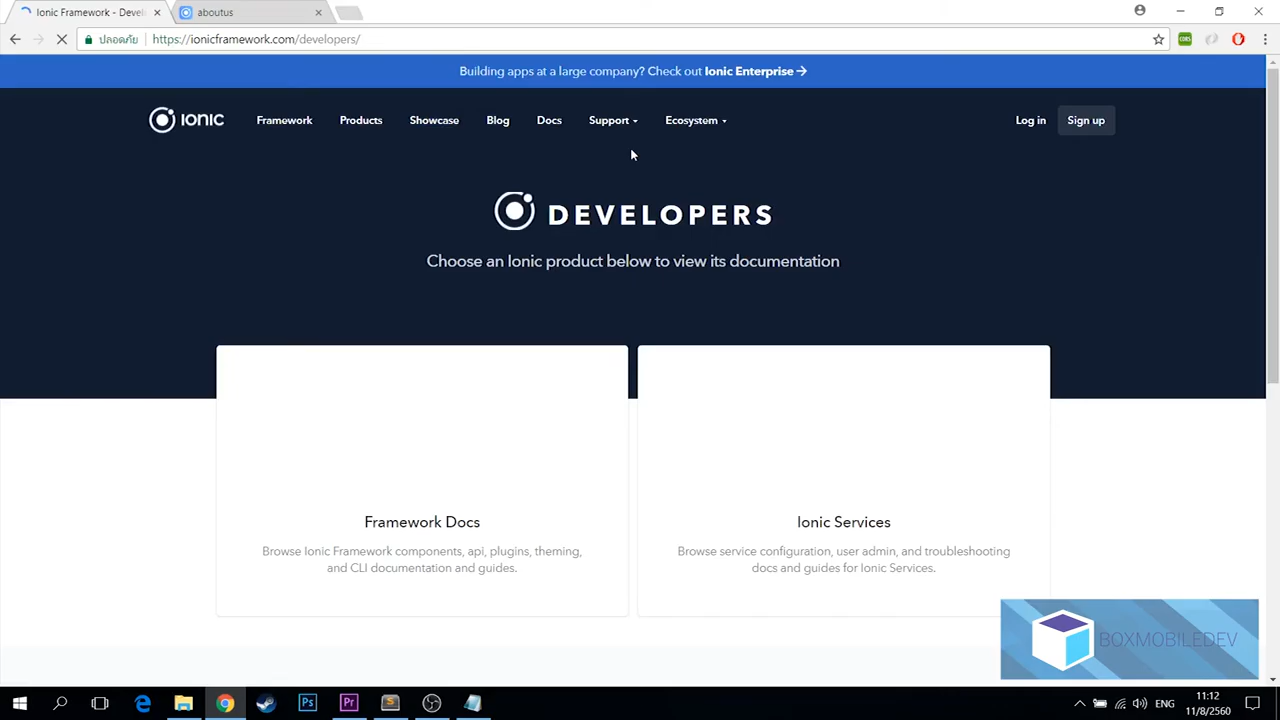 Ionic Framework - Devel
aboutus
ปลอดภัย https://ionicframework.com/developers/
Building apps at a large company? Check out Ionic Enterprise →
IONIC Framework Products Showcase Blog Docs Support Ecosystem Log in Sign up
DEVELOPERS
Choose an Ionic product below to view its documentation
Framework Docs
Browse Ionic Framework components, api, plugins, theming,
and CLI documentation and guides.
Ionic Services
Browse service configuration, user admin, and troubleshooting
docs and guides for Ionic Services.
BOXMOBILEDEV
Ps Pr S ENG
11:12
11/8/2560